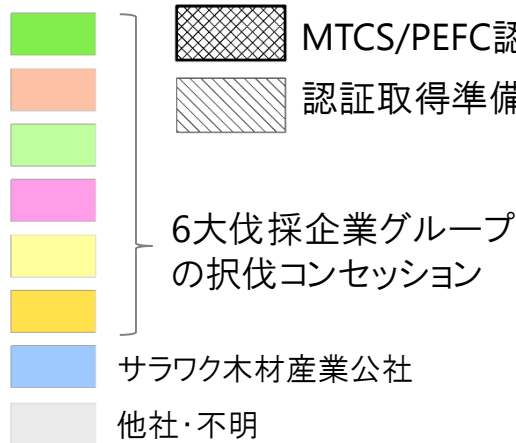 MTCS/PEFC認
認証取得準備
6大伐採企業グループ
の択伐コンセッション
サラワク木材産業公社
他社・不明